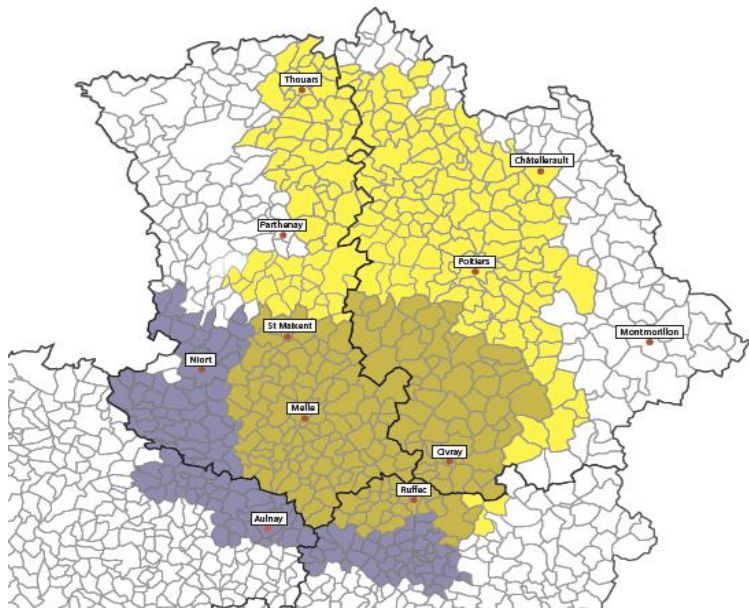 Thouars
Châtellerault
Parthenay
Poitiers
St Maixent
Montmorillon
Niort
Melle
Civray
Ruffec
Aulnay